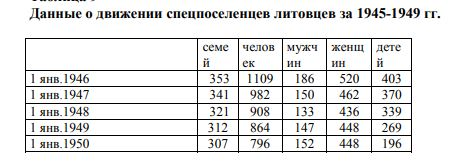 Данные о движении спецпоселенцев литовцев за 1945-1949 гг.
семей человек мужчин женщин детей
1 янв.1946 353 1109 186 520 403
1 янв.1947 341 982 150 462 370
1 янв.1948 321 908 133 436 339
1 янв.1949 312 864 147 448 269
1 янв.1950 307 796 152 448 196